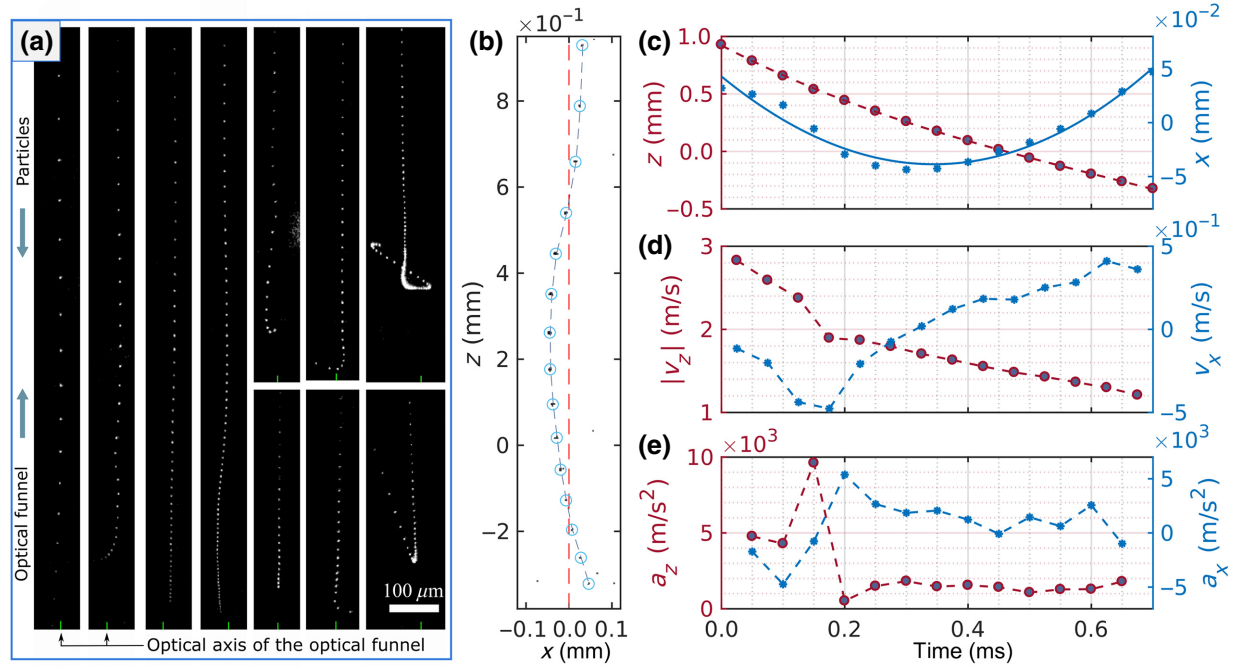 (a)
Particles
Optical funnel
100 μm
Optical axis of the optical funnel
(b)
×10⁻¹
8
6
4
2
0
−2
z (mm)
−0.1 0.0 0.1
x (mm)
(c)
×10⁻²
1.0
0.5
0.0
−0.5
z (mm)
5
0
−5
x (mm)
(d)
×10⁻¹
3
2
1
|v_z| (m/s)
5
0
−5
v_x (m/s)
(e)
×10³
×10³
10
5
0
a_z (m/s²)
5
0
−5
a_x (m/s²)
0.0 0.2 0.4 0.6
Time (ms)